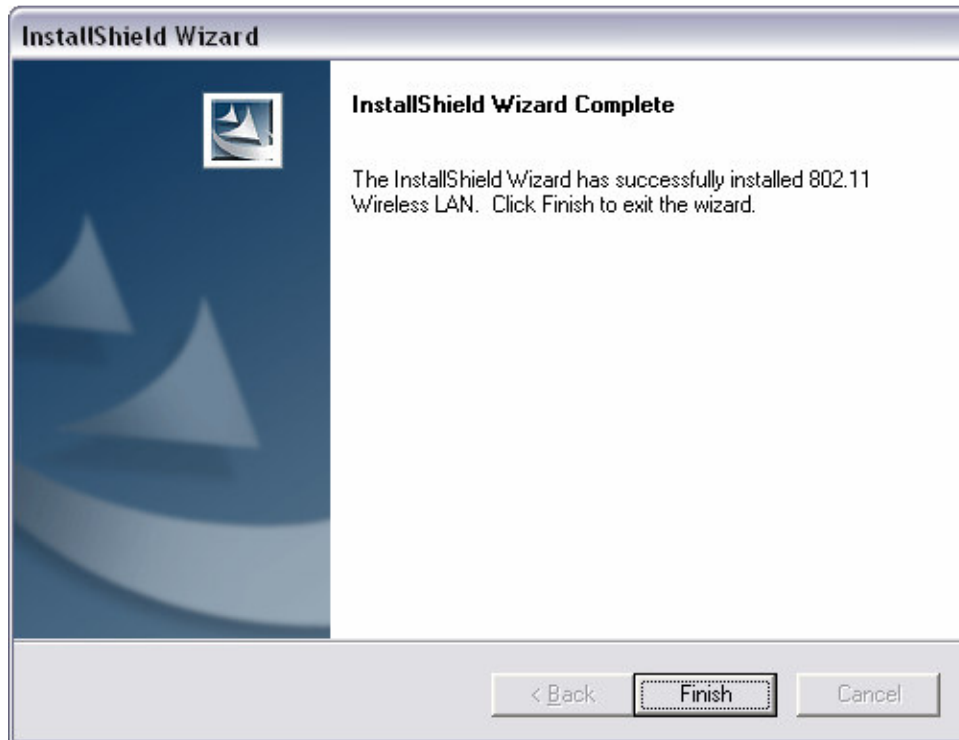 InstallShield Wizard
InstallShield Wizard Complete
The InstallShield Wizard has successfully installed 802.11
Wireless LAN.  Click Finish to exit the wizard.
< Back
Finish
Cancel